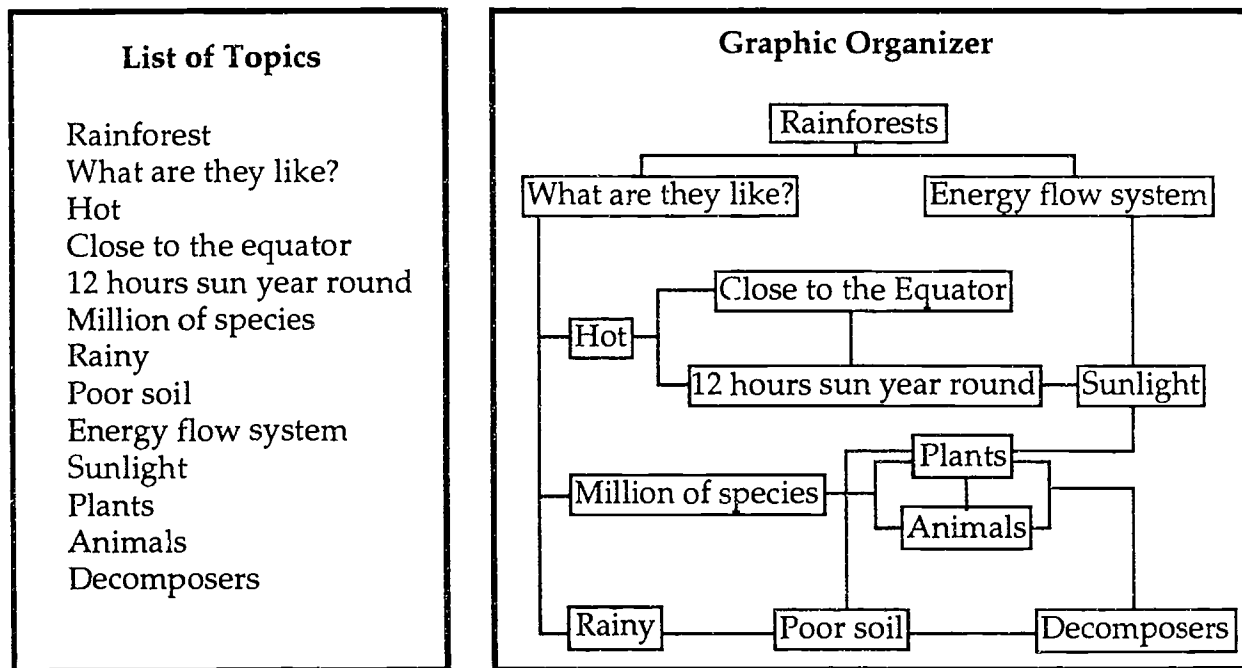 List of Topics
Rainforest
What are they like?
Hot
Close to the equator
12 hours sun year round
Million of species
Rainy
Poor soil
Energy flow system
Sunlight
Plants
Animals
Decomposers
Graphic Organizer
Rainforests
What are they like?
Energy flow system
Close to the Equator
Hot
12 hours sun year round
Sunlight
Plants
Million of species
Animals
Rainy
Poor soil
Decomposers